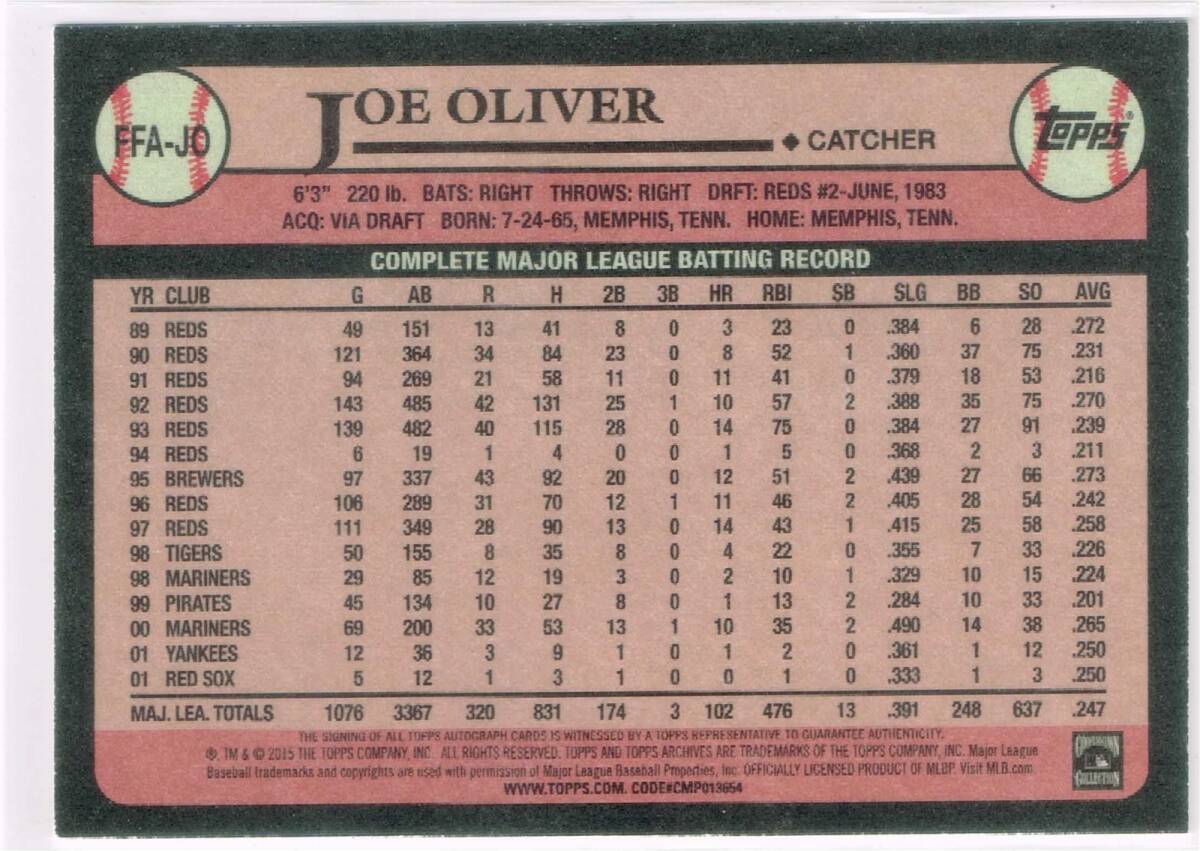 FFA-JO
JOE OLIVER
◆ CATCHER
TOPPS®
6'3" 220 lb. BATS: RIGHT THROWS: RIGHT DRFT: REDS #2-JUNE, 1983
ACQ: VIA DRAFT BORN: 7-24-65, MEMPHIS, TENN. HOME: MEMPHIS, TENN.
COMPLETE MAJOR LEAGUE BATTING RECORD
YR CLUB G AB R H 2B 3B HR RBI SB SLG BB SO AVG
89 REDS 49 151 13 41 8 0 3 23 0 .384 6 28 .272
90 REDS 121 364 34 84 23 0 8 52 1 .360 37 75 .231
91 REDS 94 269 21 58 11 0 11 41 0 .379 18 53 .216
92 REDS 143 485 42 131 25 1 10 57 2 .388 35 75 .270
93 REDS 139 482 40 115 28 0 14 75 0 .384 27 91 .239
94 REDS 6 19 1 4 0 0 1 5 0 .368 2 3 .211
95 BREWERS 97 337 43 92 20 0 12 51 2 .439 27 66 .273
96 REDS 106 289 31 70 12 1 11 46 2 .405 28 54 .242
97 REDS 111 349 28 90 13 0 14 43 1 .415 25 58 .258
98 TIGERS 50 155 8 35 8 0 4 22 0 .355 7 33 .226
98 MARINERS 29 85 12 19 3 0 2 10 1 .329 10 15 .224
99 PIRATES 45 134 10 27 8 0 1 13 2 .284 10 33 .201
00 MARINERS 69 200 33 53 13 1 10 35 2 .490 14 38 .265
01 YANKEES 12 36 3 9 1 0 1 2 0 .361 1 12 .250
01 RED SOX 5 12 1 3 1 0 0 1 0 .333 1 3 .250
MAJ. LEA. TOTALS 1076 3367 320 831 174 3 102 476 13 .391 248 637 .247
THE SIGNING OF ALL TOPPS AUTOGRAPH CARDS IS WITNESSED BY A TOPPS REPRESENTATIVE TO GUARANTEE AUTHENTICITY.
®, TM & © 2015 THE TOPPS COMPANY, INC. ALL RIGHTS RESERVED. TOPPS AND TOPPS ARCHIVES ARE TRADEMARKS OF THE TOPPS COMPANY, INC. Major League
Baseball trademarks and copyrights are used with permission of Major League Baseball Properties, Inc. OFFICIALLY LICENSED PRODUCT OF MLBP. Visit MLB.com
WWW.TOPPS.COM. CODE#CMP013654
COOPERSTOWN
COLLECTION